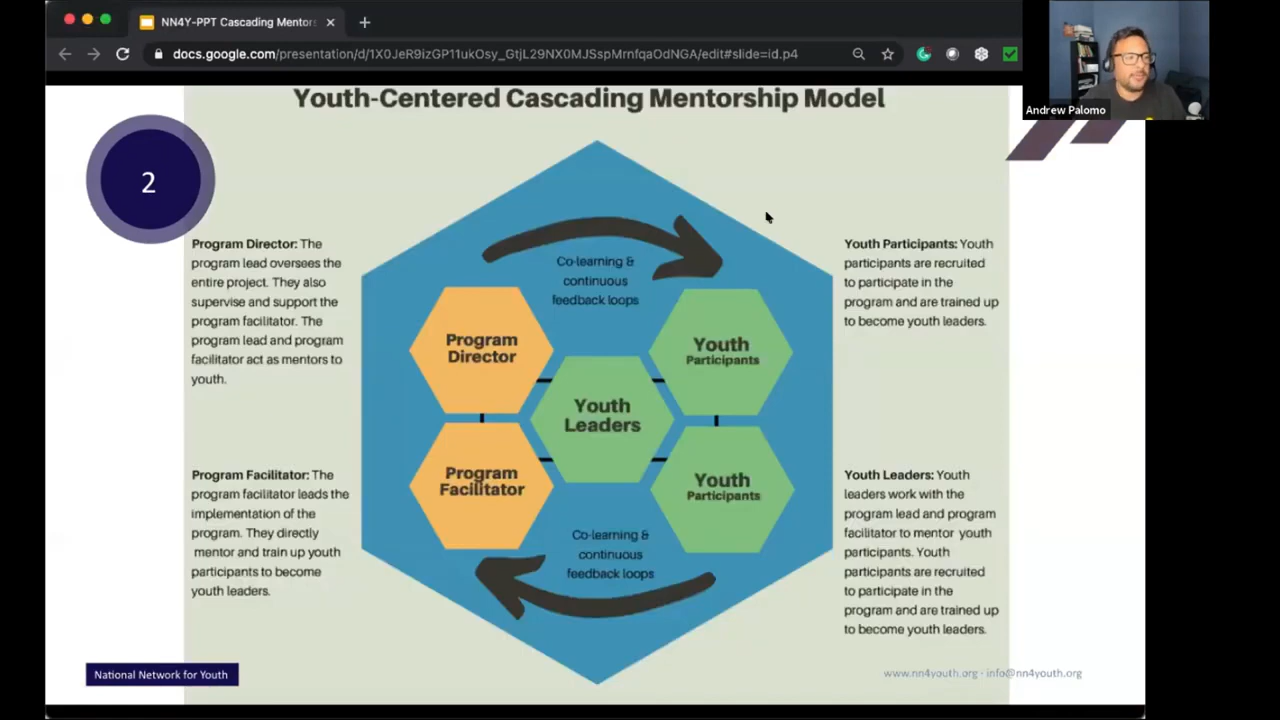 NN4Y-PPT Cascading Mentors
docs.google.com/presentation/d/1X0JeR9izGP11ukOsy_GtjL29NX0MJSspMrnfqaOdNGA/edit#slide=id.p4
Andrew Palomo
Youth-Centered Cascading Mentorship Model
2
Program Director: The
program lead oversees the
entire project. They also
supervise and support the
program facilitator. The
program lead and program
facilitator act as mentors to
youth.
Program Facilitator: The
program facilitator leads the
implementation of the
program. They directly
mentor and train up youth
participants to become
youth leaders.
Co-learning &
continuous
feedback loops
Program
Director
Youth
Participants
Youth
Leaders
Program
Facilitator
Youth
Participants
Co-learning &
continuous
feedback loops
Youth Participants: Youth
participants are recruited
to participate in the
program and are trained up
to become youth leaders.
Youth Leaders: Youth
leaders work with the
program lead and program
facilitator to mentor youth
participants. Youth
participants are recruited
to participate in the
program and are trained up
to become youth leaders.
National Network for Youth
www.nn4youth.org · info@nn4youth.org